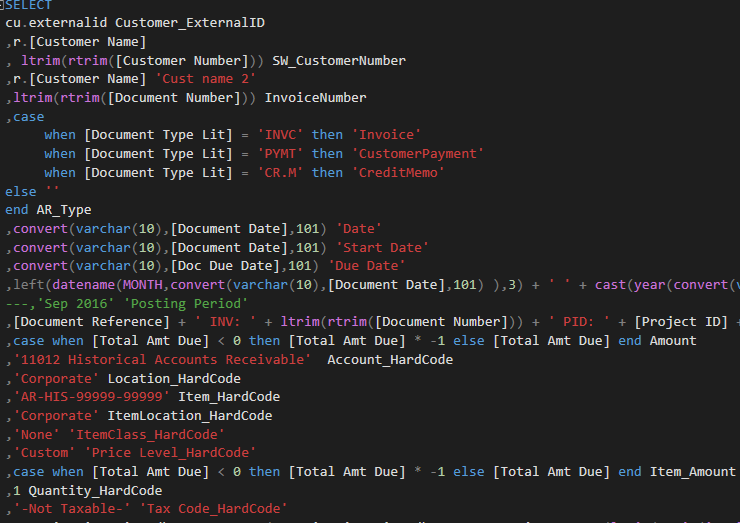 SELECT
cu.externalid Customer_ExternalID
,r.[Customer Name]
, ltrim(rtrim([Customer Number])) SW_CustomerNumber
,r.[Customer Name] 'Cust name 2'
,ltrim(rtrim([Document Number])) InvoiceNumber
,case
when [Document Type Lit] = 'INVC' then 'Invoice'
when [Document Type Lit] = 'PYMT' then 'CustomerPayment'
when [Document Type Lit] = 'CR.M' then 'CreditMemo'
else ''
end AR_Type
,convert(varchar(10),[Document Date],101) 'Date'
,convert(varchar(10),[Document Date],101) 'Start Date'
,convert(varchar(10),[Doc Due Date],101) 'Due Date'
,left(datename(MONTH,convert(varchar(10),[Document Date],101) ),3) + ' ' + cast(year(convert(
---,'Sep 2016' 'Posting Period'
,[Document Reference] + ' INV: ' + ltrim(rtrim([Document Number])) + ' PID: ' + [Project ID] +
,case when [Total Amt Due] < 0 then [Total Amt Due] * -1 else [Total Amt Due] end Amount
,'11012 Historical Accounts Receivable'  Account_HardCode
,'Corporate' Location_HardCode
,'AR-HIS-99999-99999' Item_HardCode
,'Corporate' ItemLocation_HardCode
,'None' 'ItemClass_HardCode'
,'Custom' 'Price Level_HardCode'
,case when [Total Amt Due] < 0 then [Total Amt Due] * -1 else [Total Amt Due] end Item_Amount
,1 Quantity_HardCode
,'-Not Taxable-' 'Tax Code_HardCode'